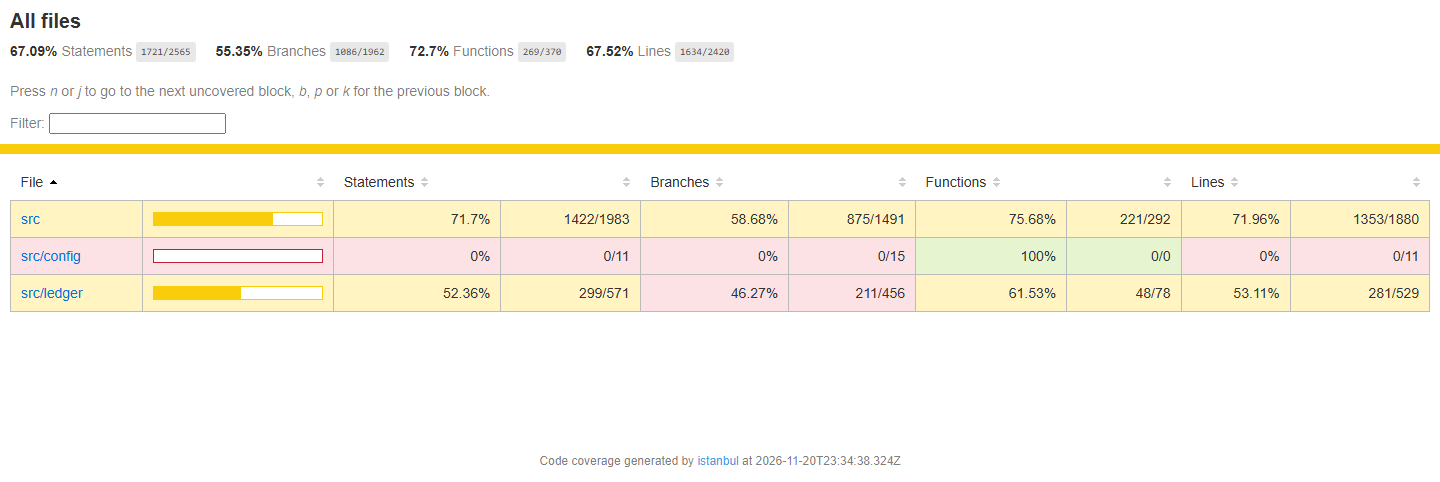 All files
67.09% Statements 1721/2565 55.35% Branches 1086/1962 72.7% Functions 269/370 67.52% Lines 1634/2420
Press n or j to go to the next uncovered block, b, p or k for the previous block.
Filter:
File Statements Branches Functions Lines
src 71.7% 1422/1983 58.68% 875/1491 75.68% 221/292 71.96% 1353/1880
src/config 0% 0/11 0% 0/15 100% 0/0 0% 0/11
src/ledger 52.36% 299/571 46.27% 211/456 61.53% 48/78 53.11% 281/529
Code coverage generated by istanbul at 2026-11-20T23:34:38.324Z